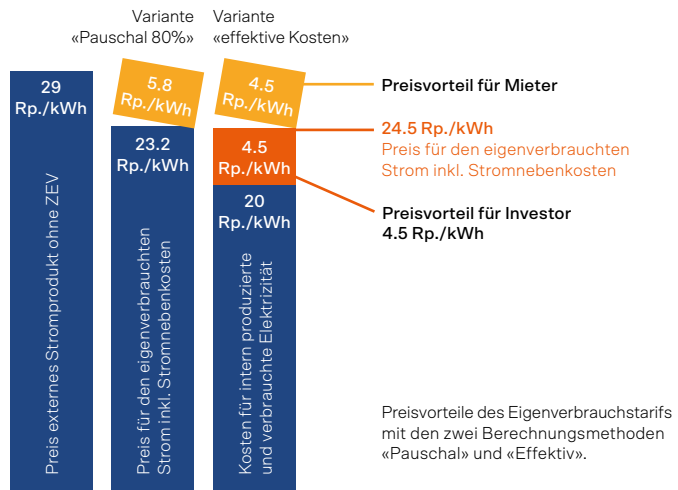 Variante
«Pauschal 80%»
Variante
«effektive Kosten»
29
Rp./kWh
Preis externes Stromprodukt ohne ZEV
5.8
Rp./kWh
23.2
Rp./kWh
Preis für den eigenverbrauchten
Strom inkl. Stromnebenkosten
4.5
Rp./kWh
4.5
Rp./kWh
20
Rp./kWh
Kosten für intern produzierte
und verbrauchte Elektrizität
Preisvorteil für Mieter
24.5 Rp./kWh
Preis für den eigenverbrauchten
Strom inkl. Stromnebenkosten
Preisvorteil für Investor
4.5 Rp./kWh
Preisvorteile des Eigenverbrauchstarifs
mit den zwei Berechnungsmethoden
«Pauschal» und «Effektiv».